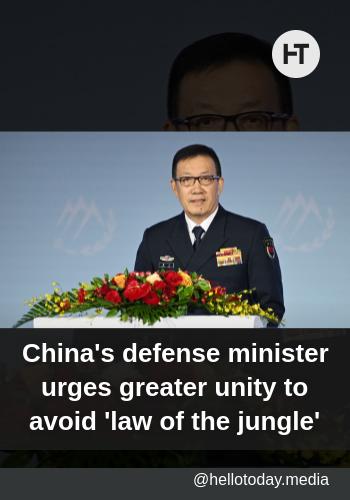 HT
China's defense minister
urges greater unity to
avoid 'law of the jungle'
@hellotoday.media